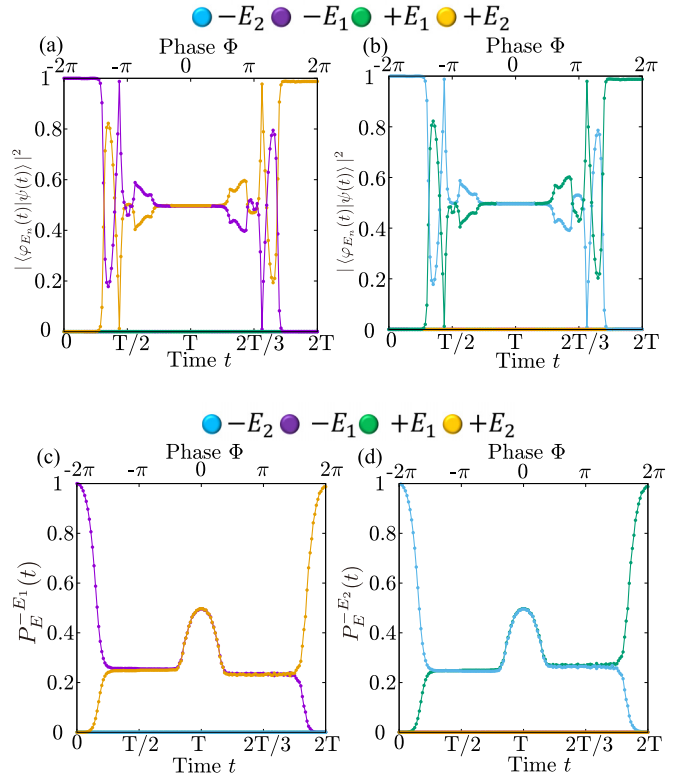 −E₂ −E₁ +E₁ +E₂
(a) Phase Φ
-2π -π 0 π 2π
1
0.8
0.6
0.4
0.2
0
|⟨φ_{E_n}(t)|ψ(t)⟩|²
0 T/2 T 2T/3 2T
Time t
(b) Phase Φ
-2π -π 0 π 2π
1
0.8
0.6
0.4
0.2
0
|⟨φ_{E_n}(t)|ψ(t)⟩|²
0 T/2 T 2T/3 2T
Time t
−E₂ −E₁ +E₁ +E₂
(c) Phase Φ
-2π -π 0 π 2π
1
0.8
0.6
0.4
0.2
0
P_E^{−E₁}(t)
0 T/2 T 2T/3 2T
Time t
(d) Phase Φ
-2π -π 0 π 2π
1
0.8
0.6
0.4
0.2
0
P_E^{−E₂}(t)
0 T/2 T 2T/3 2T
Time t